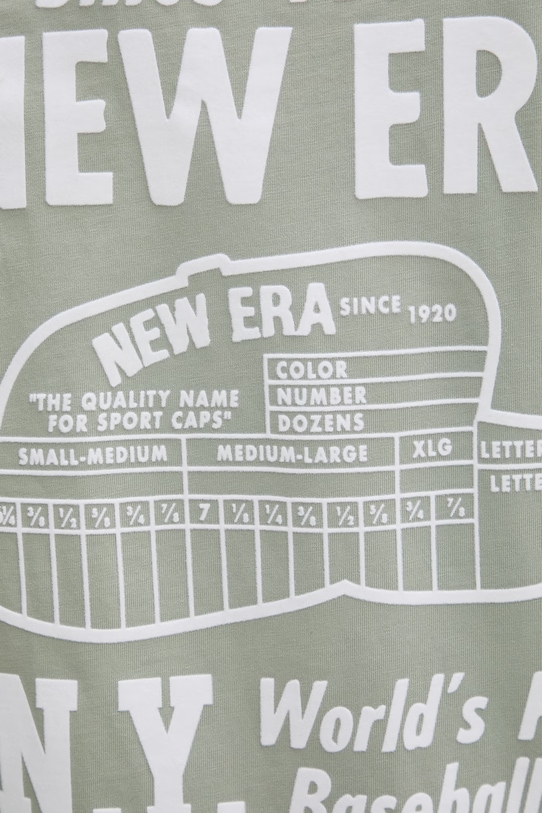 NEW ER
NEW ERA SINCE 1920
"THE QUALITY NAME
FOR SPORT CAPS"
COLOR
NUMBER
DOZENS
SMALL-MEDIUM MEDIUM-LARGE XLG LETTER
LETTE
3/8 1/2 5/8 3/4 7/8 7 1/8 1/4 3/8 1/2 5/8 3/4 7/8
N.Y. World's
Baseball